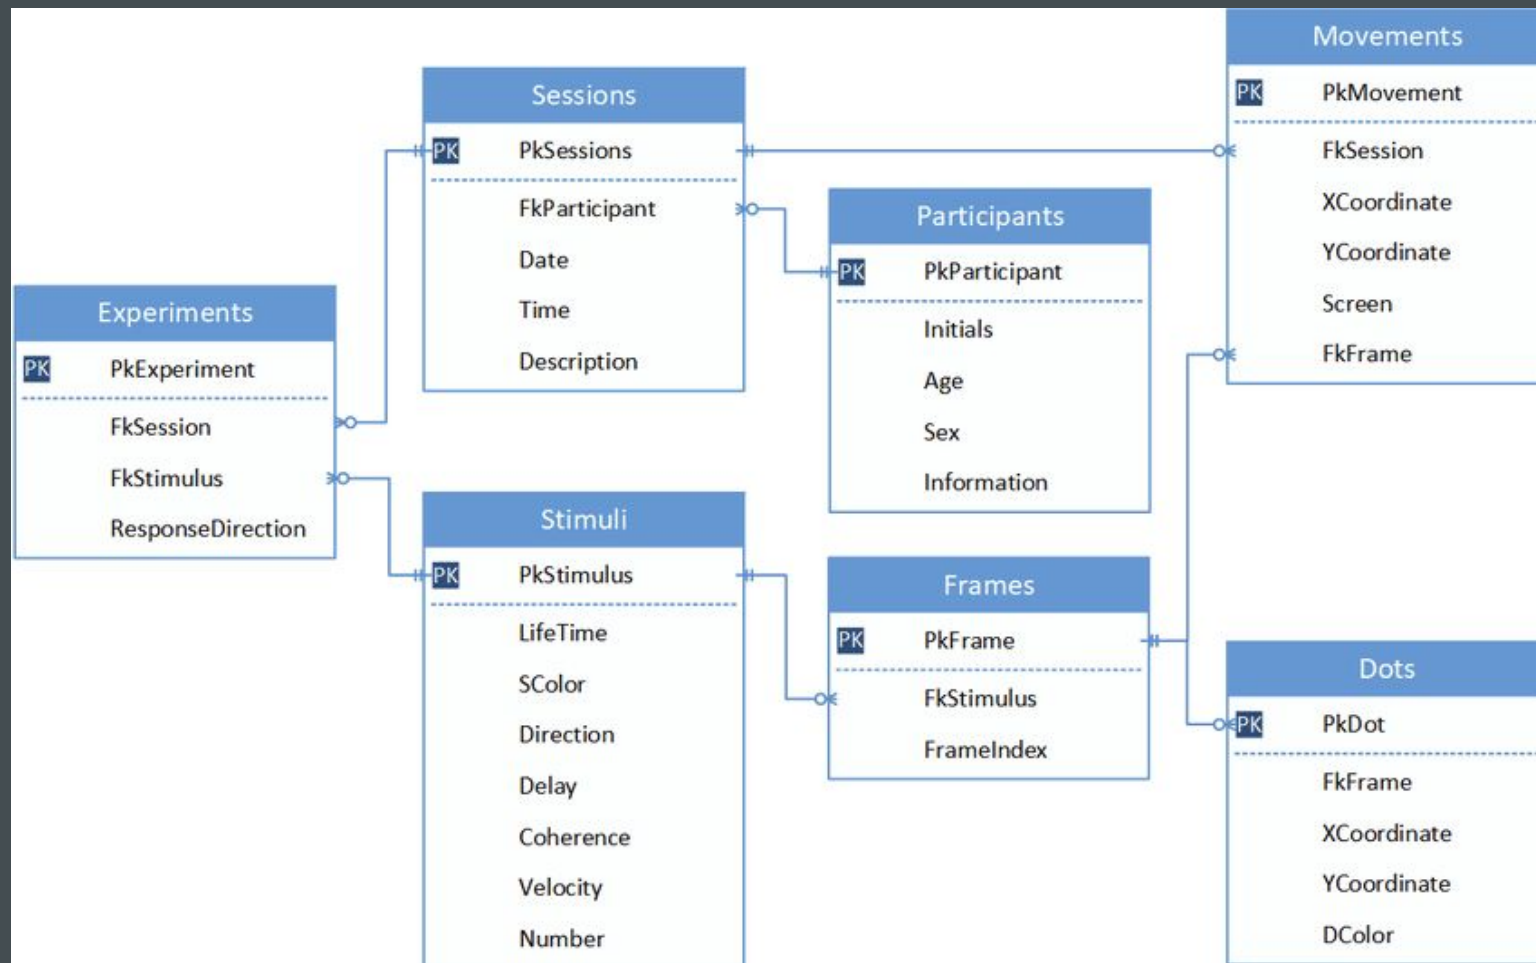 Experiments
PK PkExperiment
FkSession
FkStimulus
ResponseDirection
Sessions
PK PkSessions
FkParticipant
Date
Time
Description
Stimuli
PK PkStimulus
LifeTime
SColor
Direction
Delay
Coherence
Velocity
Number
Participants
PK PkParticipant
Initials
Age
Sex
Information
Frames
PK PkFrame
FkStimulus
FrameIndex
Movements
PK PkMovement
FkSession
XCoordinate
YCoordinate
Screen
FkFrame
Dots
PK PkDot
FkFrame
XCoordinate
YCoordinate
DColor